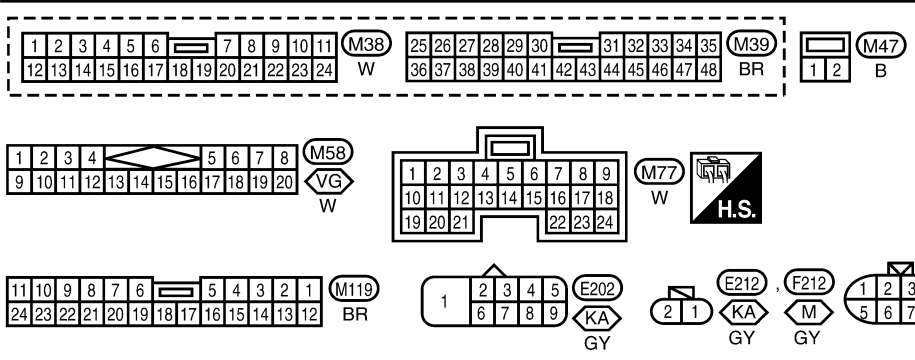 1 2 3 4 5 6 7 8 9 10 11 M38
12 13 14 15 16 17 18 19 20 21 22 23 24 W
25 26 27 28 29 30 31 32 33 34 35 M39
36 37 38 39 40 41 42 43 44 45 46 47 48 BR
M47
1 2 B
1 2 3 4 5 6 7 8 M58
9 10 11 12 13 14 15 16 17 18 19 20 VG
W
1 2 3 4 5 6 7 8 9 M77
10 11 12 13 14 15 16 17 18 W
19 20 21 22 23 24
H.S.
11 10 9 8 7 6 5 4 3 2 1 M119
24 23 22 21 20 19 18 17 16 15 14 13 12 BR
1 2 3 4 5 E202
6 7 8 9 KA
GY
E212 , F212
2 1 KA M
GY GY
1 2 3
5 6 7